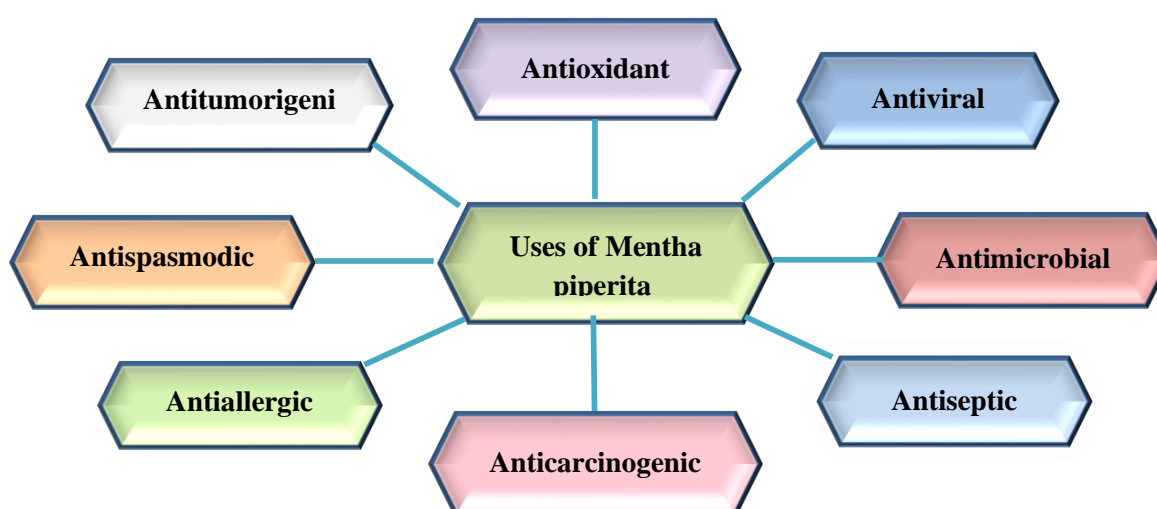 Antioxidant
Antitumorigeni
Antiviral
Antispasmodic
Uses of Mentha
piperita
Antimicrobial
Antiallergic
Antiseptic
Anticarcinogenic